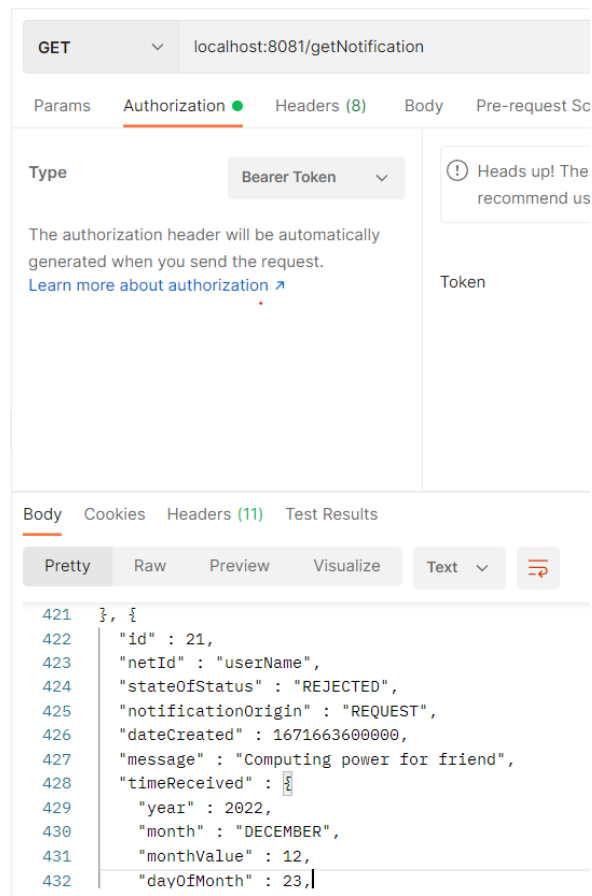 GET localhost:8081/getNotification
Params Authorization Headers (8) Body Pre-request Sc
Type Bearer Token
Heads up! The
recommend us
The authorization header will be automatically
generated when you send the request.
Learn more about authorization ↗
Token
Body Cookies Headers (11) Test Results
Pretty Raw Preview Visualize Text
421 }, {
422 "id" : 21,
423 "netId" : "userName",
424 "stateOfStatus" : "REJECTED",
425 "notificationOrigin" : "REQUEST",
426 "dateCreated" : 1671663600000,
427 "message" : "Computing power for friend",
428 "timeReceived" : {
429 "year" : 2022,
430 "month" : "DECEMBER",
431 "monthValue" : 12,
432 "dayOfMonth" : 23,